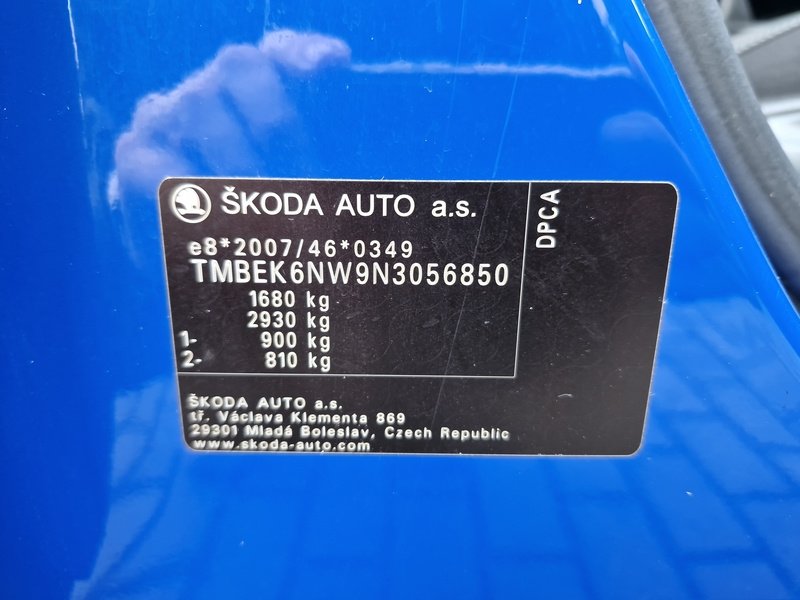 ŠKODA AUTO a.s.
DPCA
e8*2007/46*0349
TMBEK6NW9N3056850
1680 kg
2930 kg
1- 900 kg
2- 810 kg
ŠKODA AUTO a.s.
tř. Václava Klementa 869
29301 Mladá Boleslav, Czech Republic
www.skoda-auto.com